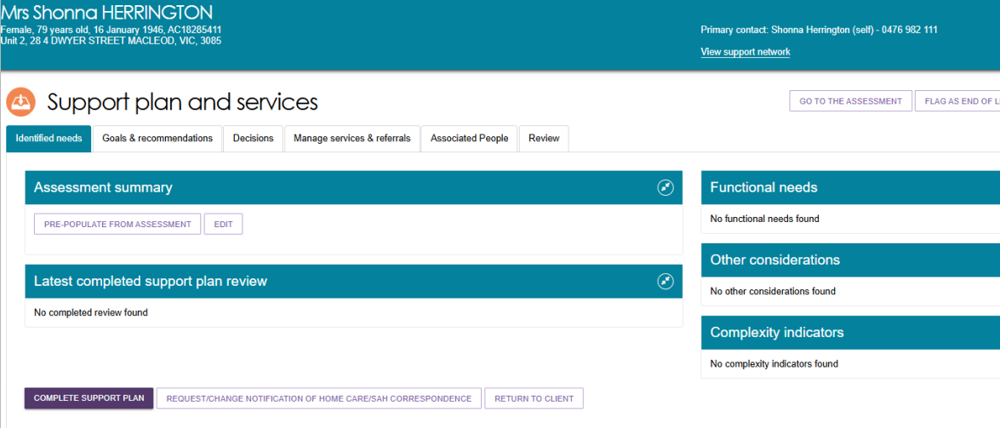 Mrs Shonna HERRINGTON
Female, 79 years old, 16 January 1946, AC18285411
Unit 2, 28 4 DWYER STREET MACLEOD, VIC, 3085
Primary contact: Shonna Herrington (self) - 0476 982 111
View support network
Support plan and services
GO TO THE ASSESSMENT
FLAG AS END OF
Identified needs
Goals & recommendations
Decisions
Manage services & referrals
Associated People
Review
Assessment summary
PRE-POPULATE FROM ASSESSMENT
EDIT
Latest completed support plan review
No completed review found
Functional needs
No functional needs found
Other considerations
No other considerations found
Complexity indicators
No complexity indicators found
COMPLETE SUPPORT PLAN
REQUEST/CHANGE NOTIFICATION OF HOME CARE/SAH CORRESPONDENCE
RETURN TO CLIENT